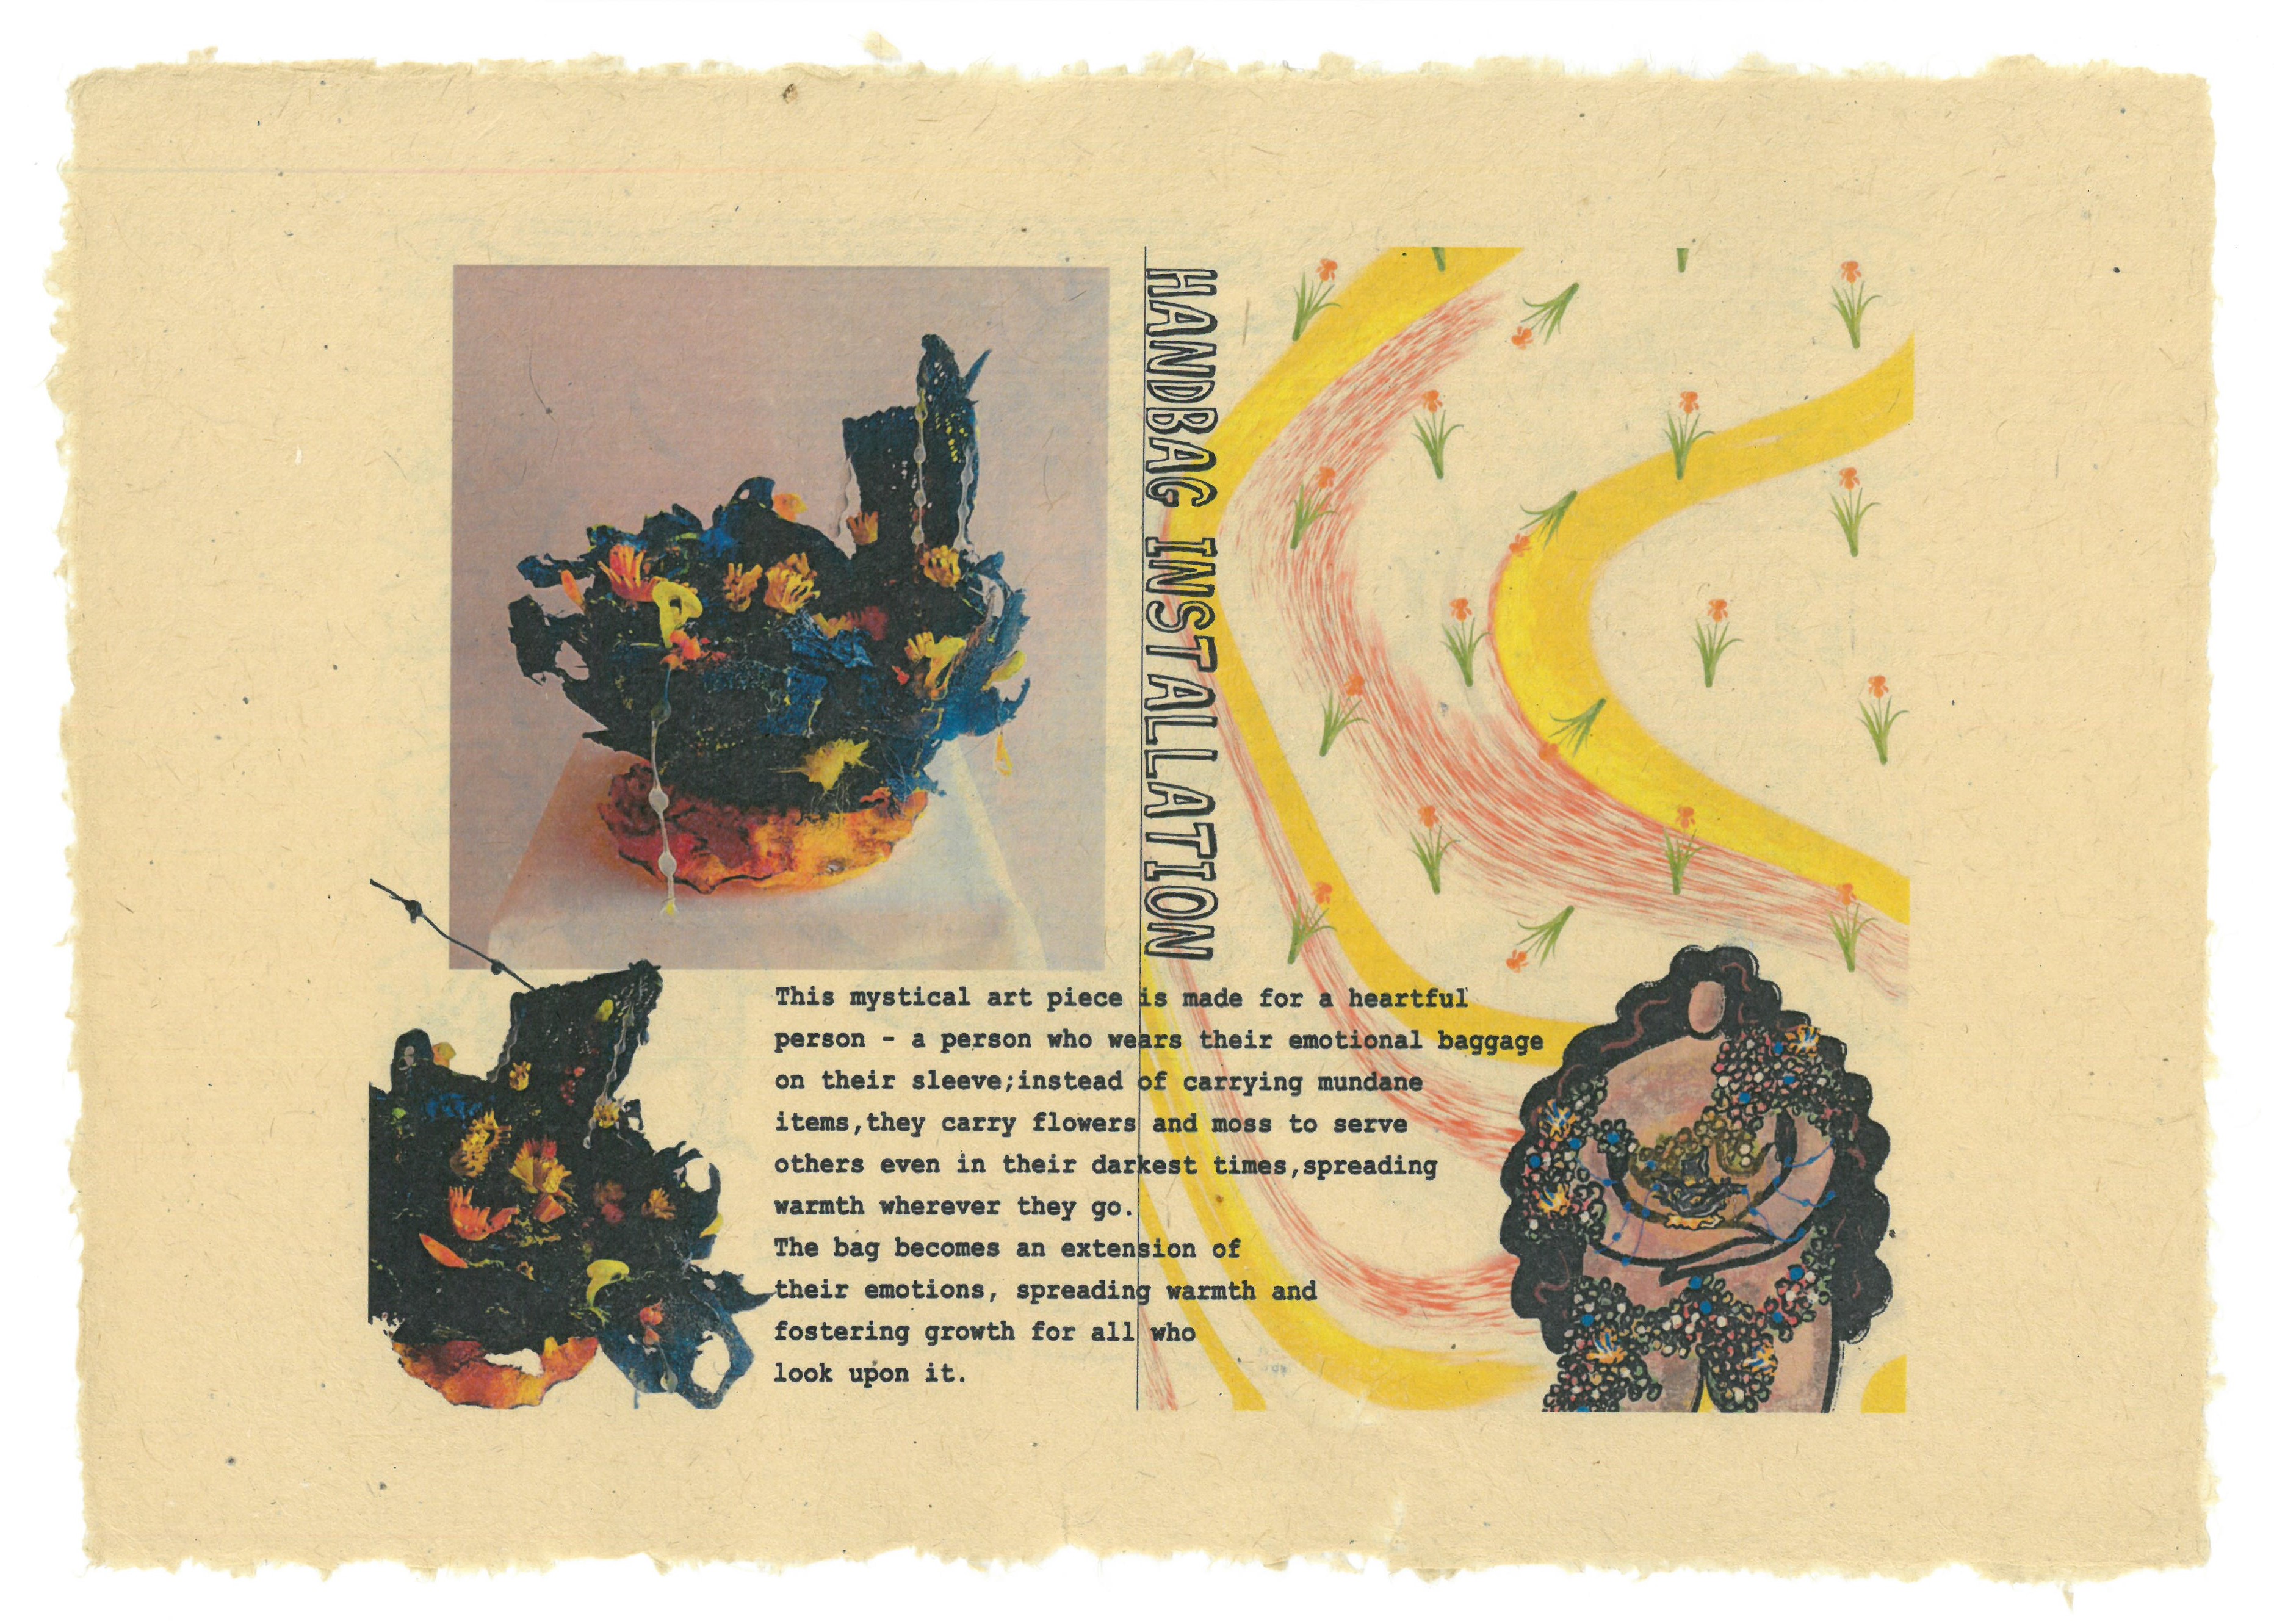 HANDBAG INSTALLATION
This mystical art piece is made for a heartful
person - a person who wears their emotional baggage
on their sleeve;instead of carrying mundane
items,they carry flowers and moss to serve
others even in their darkest times,spreading
warmth wherever they go.
The bag becomes an extension of
their emotions, spreading warmth and
fostering growth for all who
look upon it.